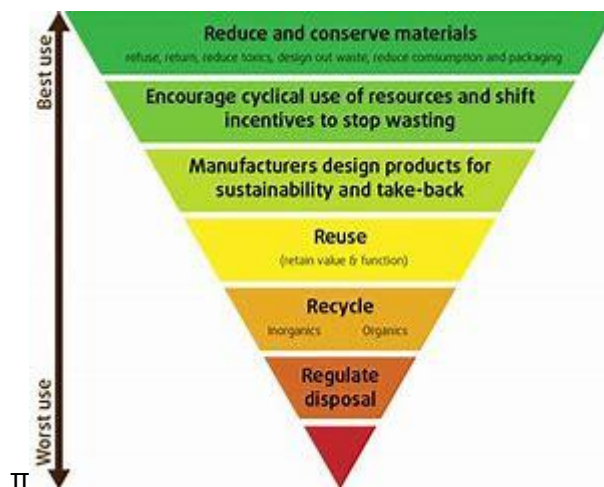 Best use
Reduce and conserve materials
refuse, return, reduce toxics, design out waste, reduce comsumption and packaging
Encourage cyclical use of resources and shift
incentives to stop wasting
Manufacturers design products for
sustainability and take-back
Reuse
(retain value & function)
Recycle
Inorganics Organics
Regulate
disposal
Worst use
π